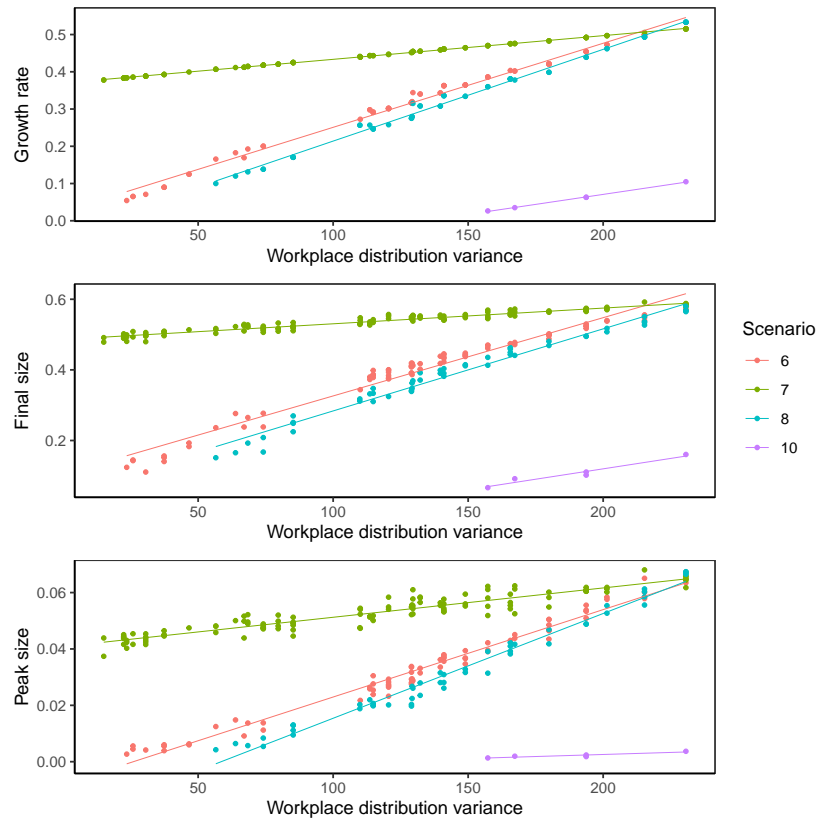 Growth rate
0.5
0.4
0.3
0.2
0.1
0.0
50 100 150 200
Workplace distribution variance
Final size
0.6
0.4
0.2
50 100 150 200
Workplace distribution variance
Peak size
0.06
0.04
0.02
0.00
50 100 150 200
Workplace distribution variance
Scenario
6
7
8
10